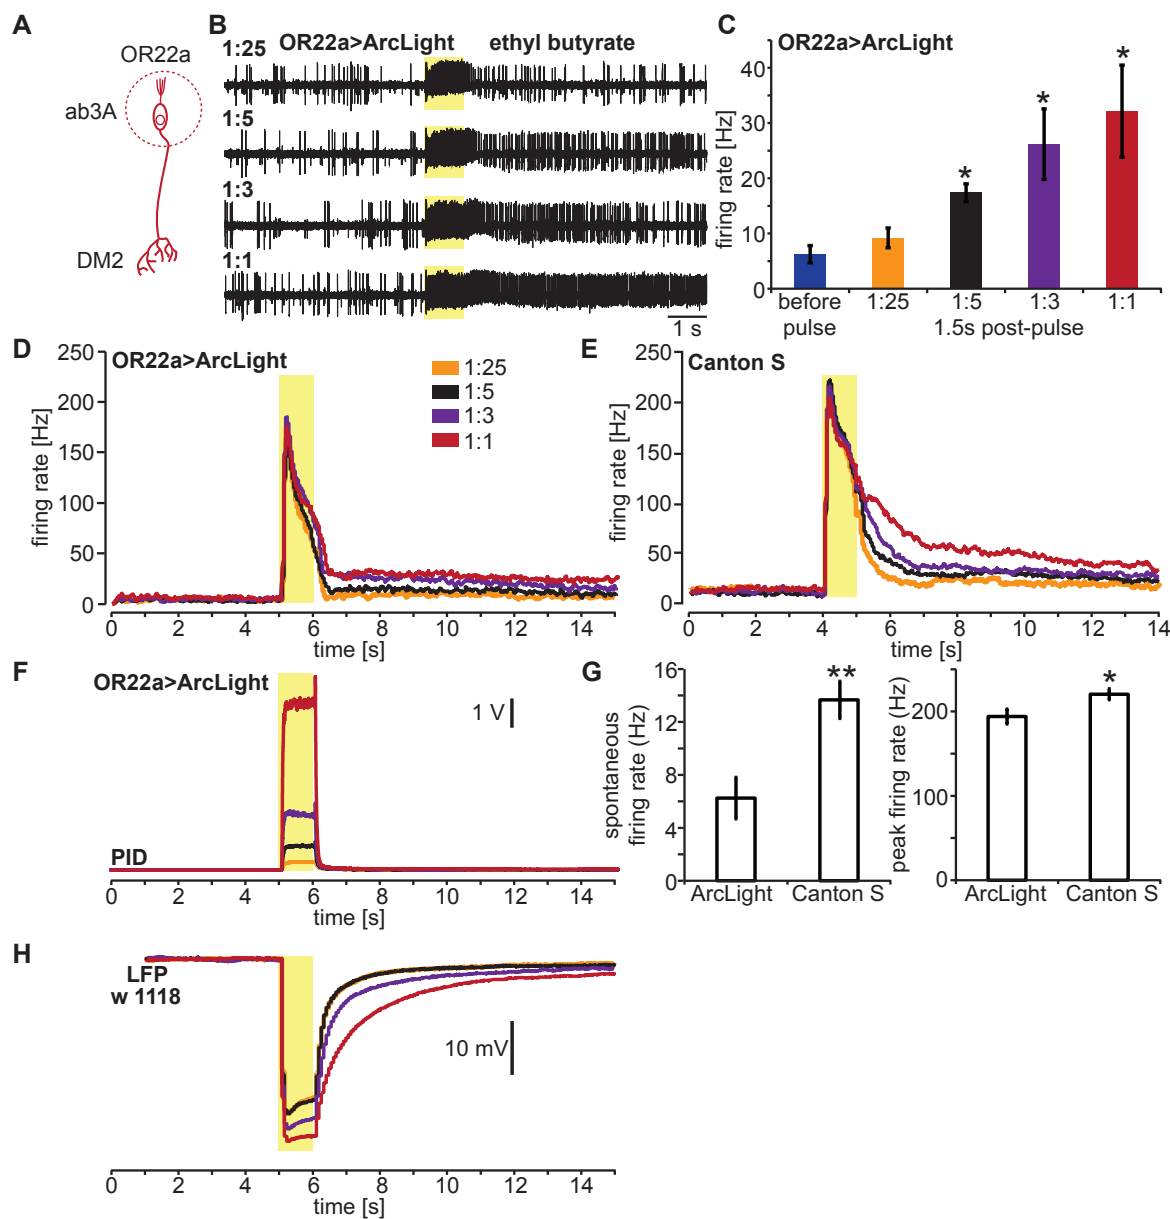 A
OR22a
ab3A
DM2
B
OR22a>ArcLight ethyl butyrate
1:25
1:5
1:3
1:1
1 s
C
OR22a>ArcLight
firing rate [Hz]
40
30
20
10
0
* * *
before pulse 1:25 1:5 1:3 1:1
1.5s post-pulse
D
OR22a>ArcLight
firing rate [Hz]
250
200
150
100
50
0
0 2 4 6 8 10 12 14
time [s]
1:25
1:5
1:3
1:1
E
Canton S
firing rate [Hz]
250
200
150
100
50
0
0 2 4 6 8 10 12 14
time [s]
F
OR22a>ArcLight
1 V
PID
0 2 4 6 8 10 12 14
time [s]
G
spontaneous
firing rate (Hz)
16
12
8
4
0
**
ArcLight Canton S
peak firing rate (Hz)
200
100
0
*
ArcLight Canton S
H
LFP
w 1118
10 mV
0 2 4 6 8 10 12 14
time [s]